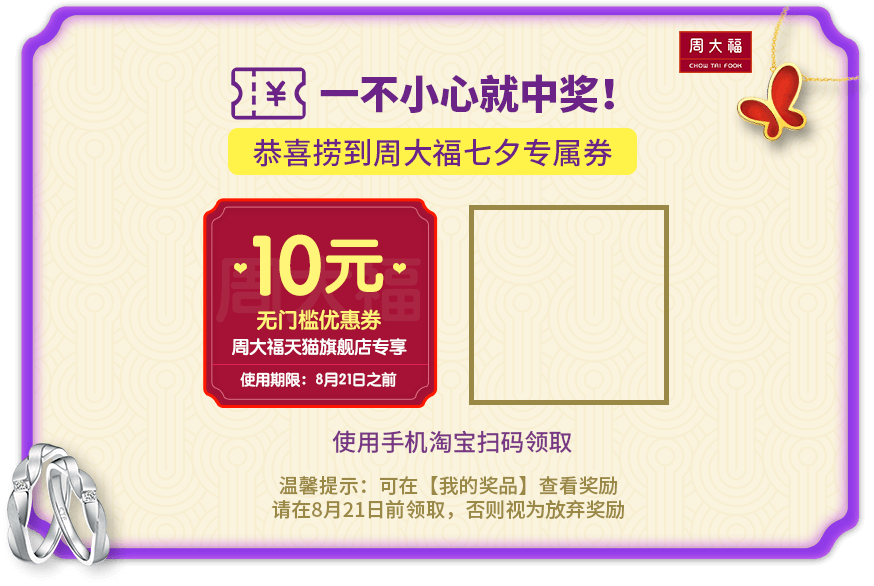 周大福
CHOW TAI FOOK
¥
一不小心就中奖！
恭喜捞到周大福七夕专属券
10元
周大福
无门槛优惠券
周大福天猫旗舰店专享
使用期限：8月21日之前
使用手机淘宝扫码领取
温馨提示：可在【我的奖品】查看奖励
请在8月21日前领取，否则视为放弃奖励